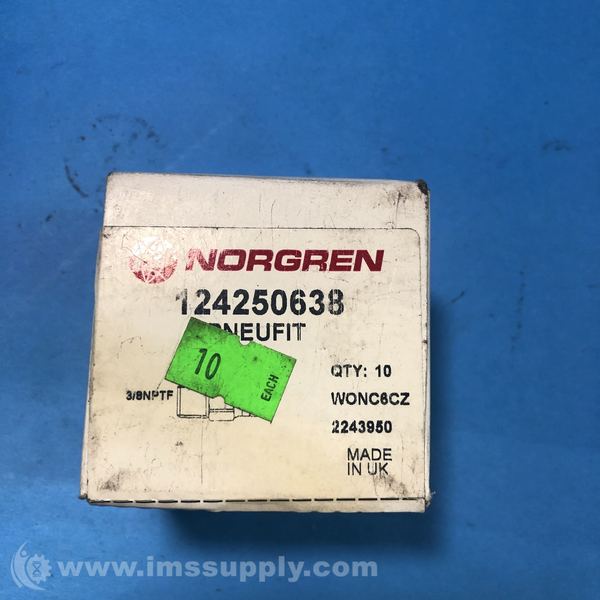 NORGREN
124250638
PNEUFIT
10
EACH
3/8NPTF
QTY: 10
WONC6CZ
2243950
MADE
IN UK
www.imssupply.com